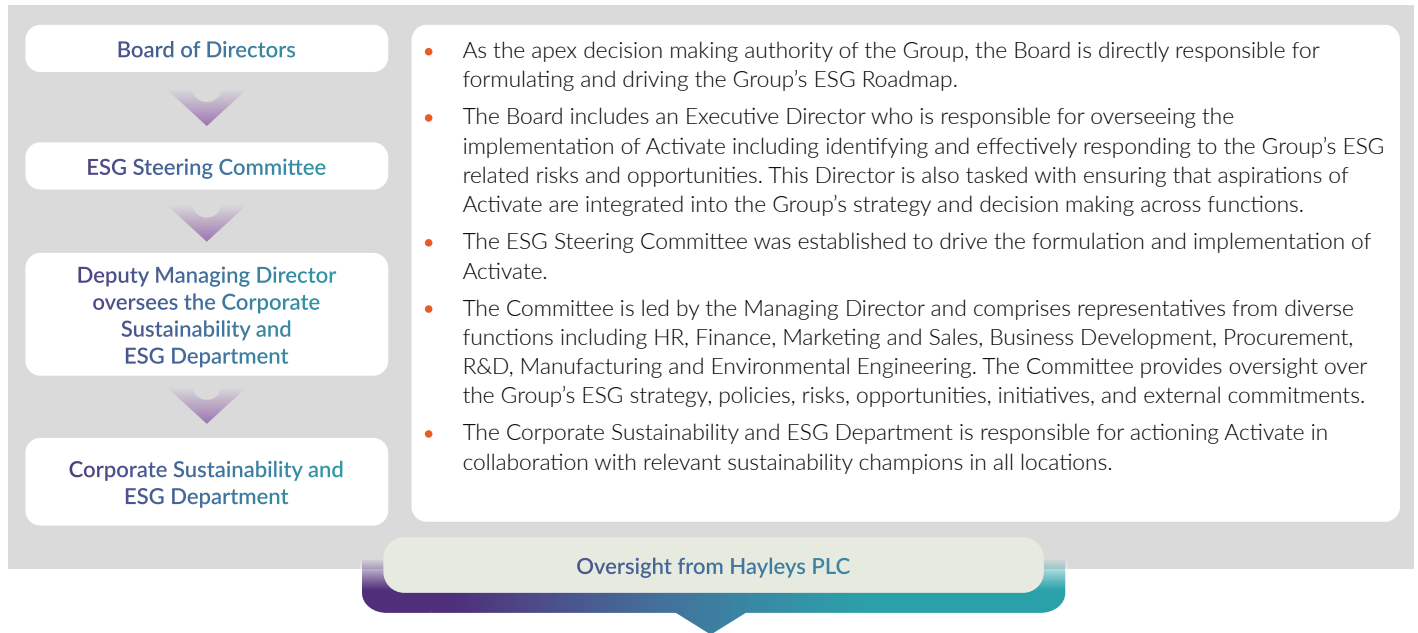 Board of Directors
ESG Steering Committee
Deputy Managing Director
oversees the Corporate
Sustainability and
ESG Department
Corporate Sustainability and
ESG Department
• As the apex decision making authority of the Group, the Board is directly responsible for
formulating and driving the Group's ESG Roadmap.
• The Board includes an Executive Director who is responsible for overseeing the
implementation of Activate including identifying and effectively responding to the Group's ESG
related risks and opportunities. This Director is also tasked with ensuring that aspirations of
Activate are integrated into the Group's strategy and decision making across functions.
• The ESG Steering Committee was established to drive the formulation and implementation of
Activate.
• The Committee is led by the Managing Director and comprises representatives from diverse
functions including HR, Finance, Marketing and Sales, Business Development, Procurement,
R&D, Manufacturing and Environmental Engineering. The Committee provides oversight over
the Group's ESG strategy, policies, risks, opportunities, initiatives, and external commitments.
• The Corporate Sustainability and ESG Department is responsible for actioning Activate in
collaboration with relevant sustainability champions in all locations.
Oversight from Hayleys PLC